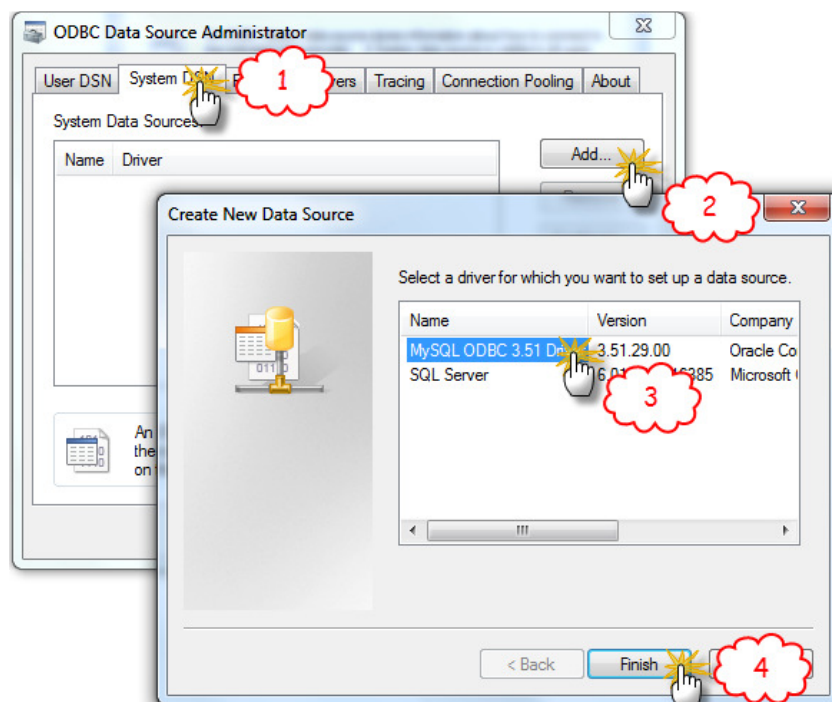 ODBC Data Source Administrator
User DSN System DSN Tracing Connection Pooling About
1
System Data Sources:
Name Driver
Add...
2
Create New Data Source
Select a driver for which you want to set up a data source.
Name Version Company
MySQL ODBC 3.51 3.51.29.00 Oracle
SQL Server Microsoft
3
An
the
on
< Back Finish
4